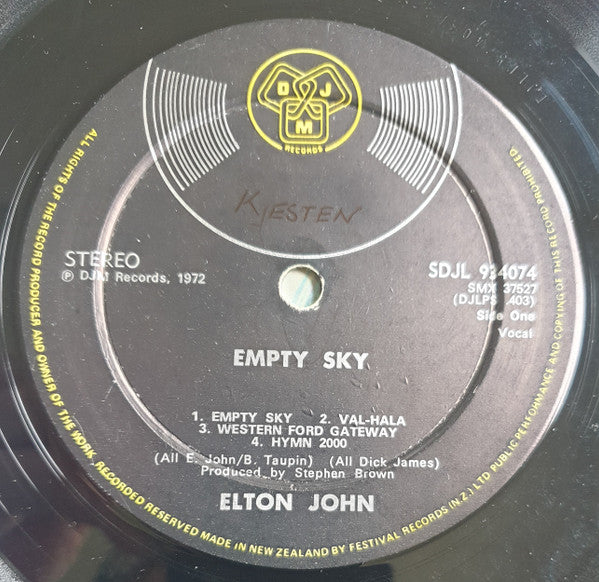 DJM
RECORDS
KJESTEN
STEREO
℗ DJM Records, 1972
SDJL 934074
SMX 37527
(DJLPS .403)
Side One
Vocal
EMPTY SKY
1. EMPTY SKY 2. VAL-HALA
3. WESTERN FORD GATEWAY
4. HYMN 2000
(All E. John/B. Taupin) (All Dick James)
Produced by Stephen Brown
ELTON JOHN
ALL RIGHTS OF THE RECORD PRODUCER AND OWNER OF THE WORK RECORDED RESERVED MADE IN NEW ZEALAND BY FESTIVAL RECORDS (N.Z.) LTD PUBLIC PERFORMANCE AND COPYING OF THIS RECORD PROHIBITED.